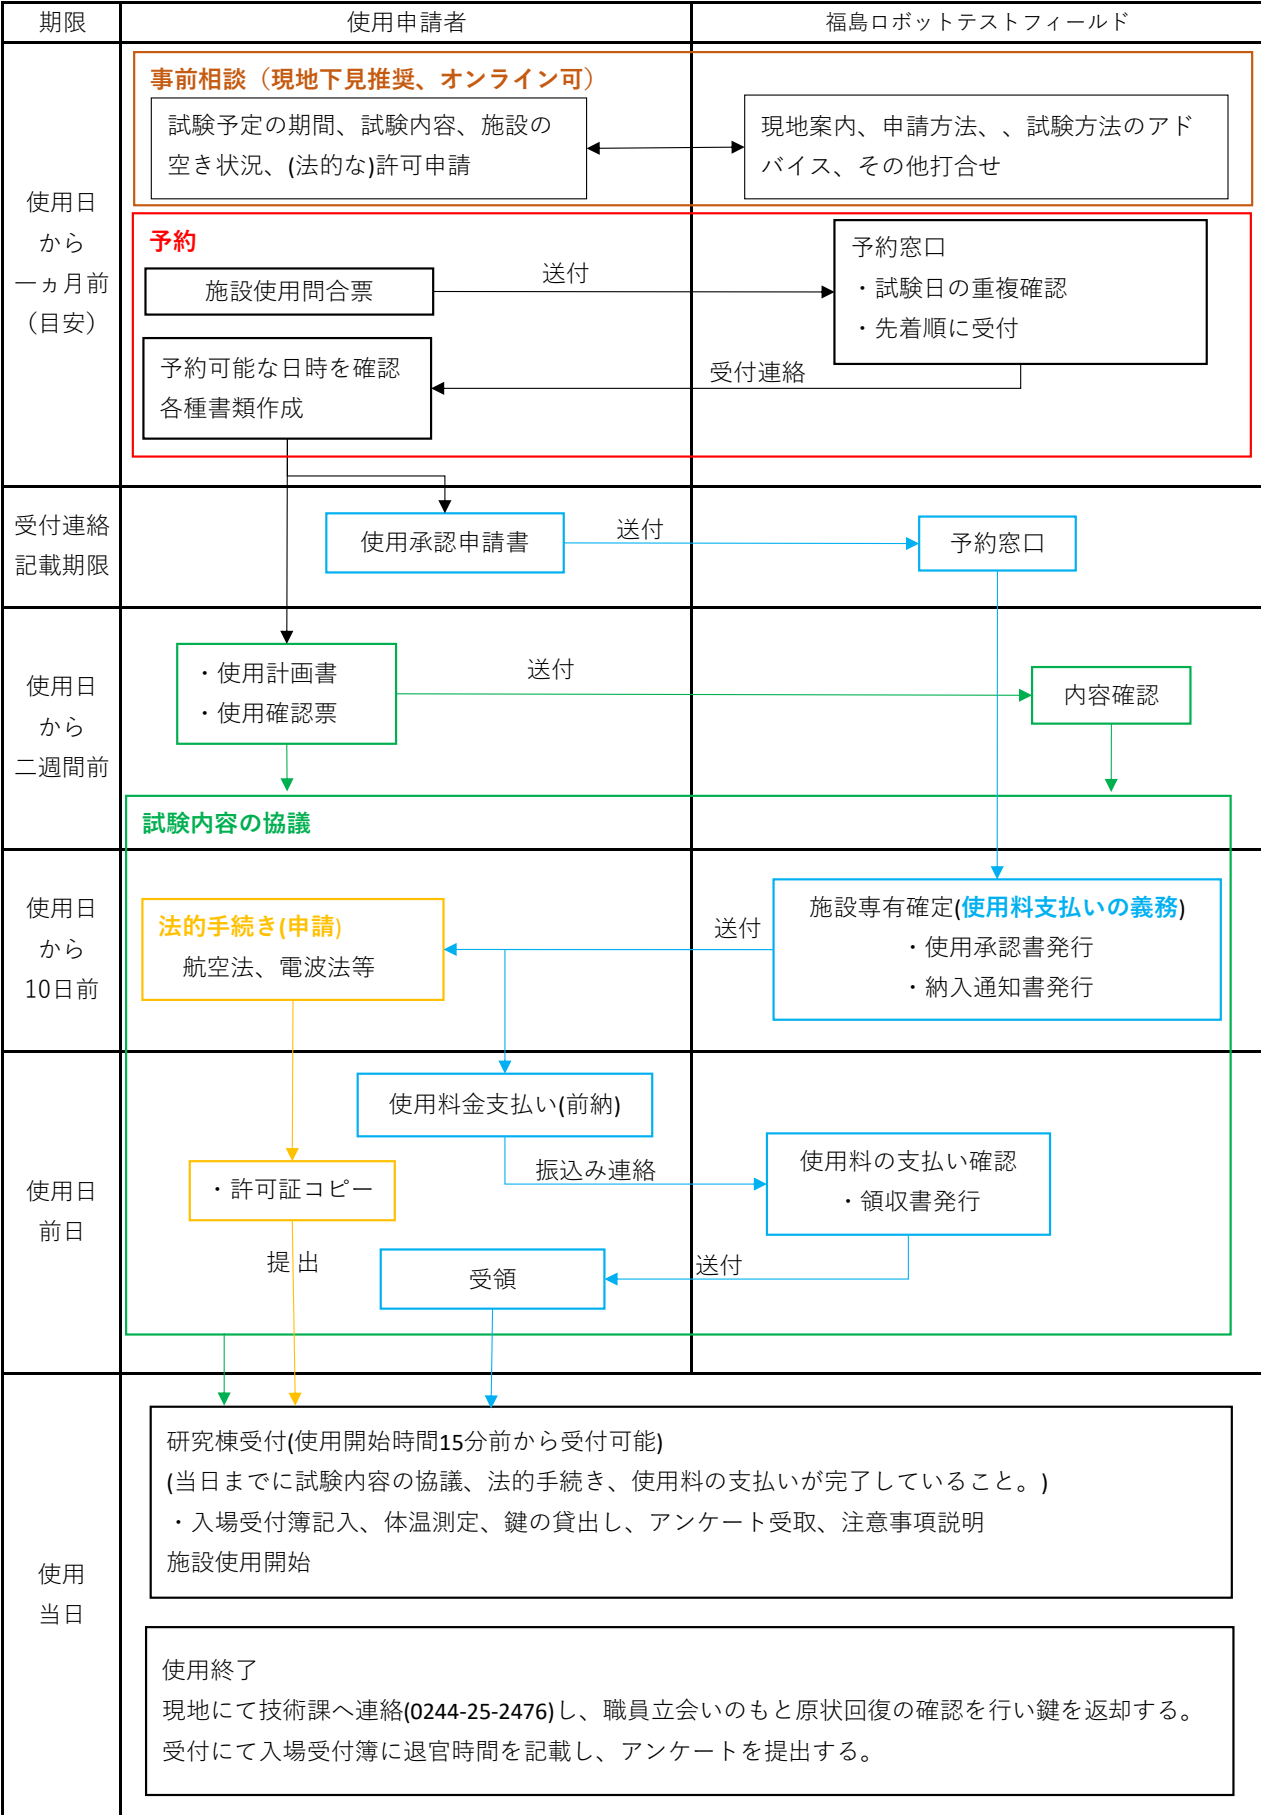 期限
使用申請者
福島ロボットテストフィールド
使用日
から
一ヵ月前
（目安）
事前相談（現地下見推奨、オンライン可）
試験予定の期間、試験内容、施設の
空き状況、(法的な)許可申請
現地案内、申請方法、、試験方法のアド
バイス、その他打合せ
予約
施設使用問合票
送付
予約窓口
・試験日の重複確認
・先着順に受付
受付連絡
予約可能な日時を確認
各種書類作成
受付連絡
記載期限
使用承認申請書
送付
予約窓口
使用日
から
二週間前
・使用計画書
・使用確認票
送付
内容確認
試験内容の協議
使用日
から
10日前
法的手続き(申請)
航空法、電波法等
送付
施設専有確定(使用料支払いの義務)
・使用承認書発行
・納入通知書発行
使用日
前日
使用料金支払い(前納)
振込み連絡
使用料の支払い確認
・領収書発行
・許可証コピー
提 出
受領
送付
使用
当日
研究棟受付(使用開始時間15分前から受付可能)
(当日までに試験内容の協議、法的手続き、使用料の支払いが完了していること。)
・入場受付簿記入、体温測定、鍵の貸出し、アンケート受取、注意事項説明
施設使用開始
使用終了
現地にて技術課へ連絡(0244-25-2476)し、職員立会いのもと原状回復の確認を行い鍵を返却する。
受付にて入場受付簿に退官時間を記載し、アンケートを提出する。